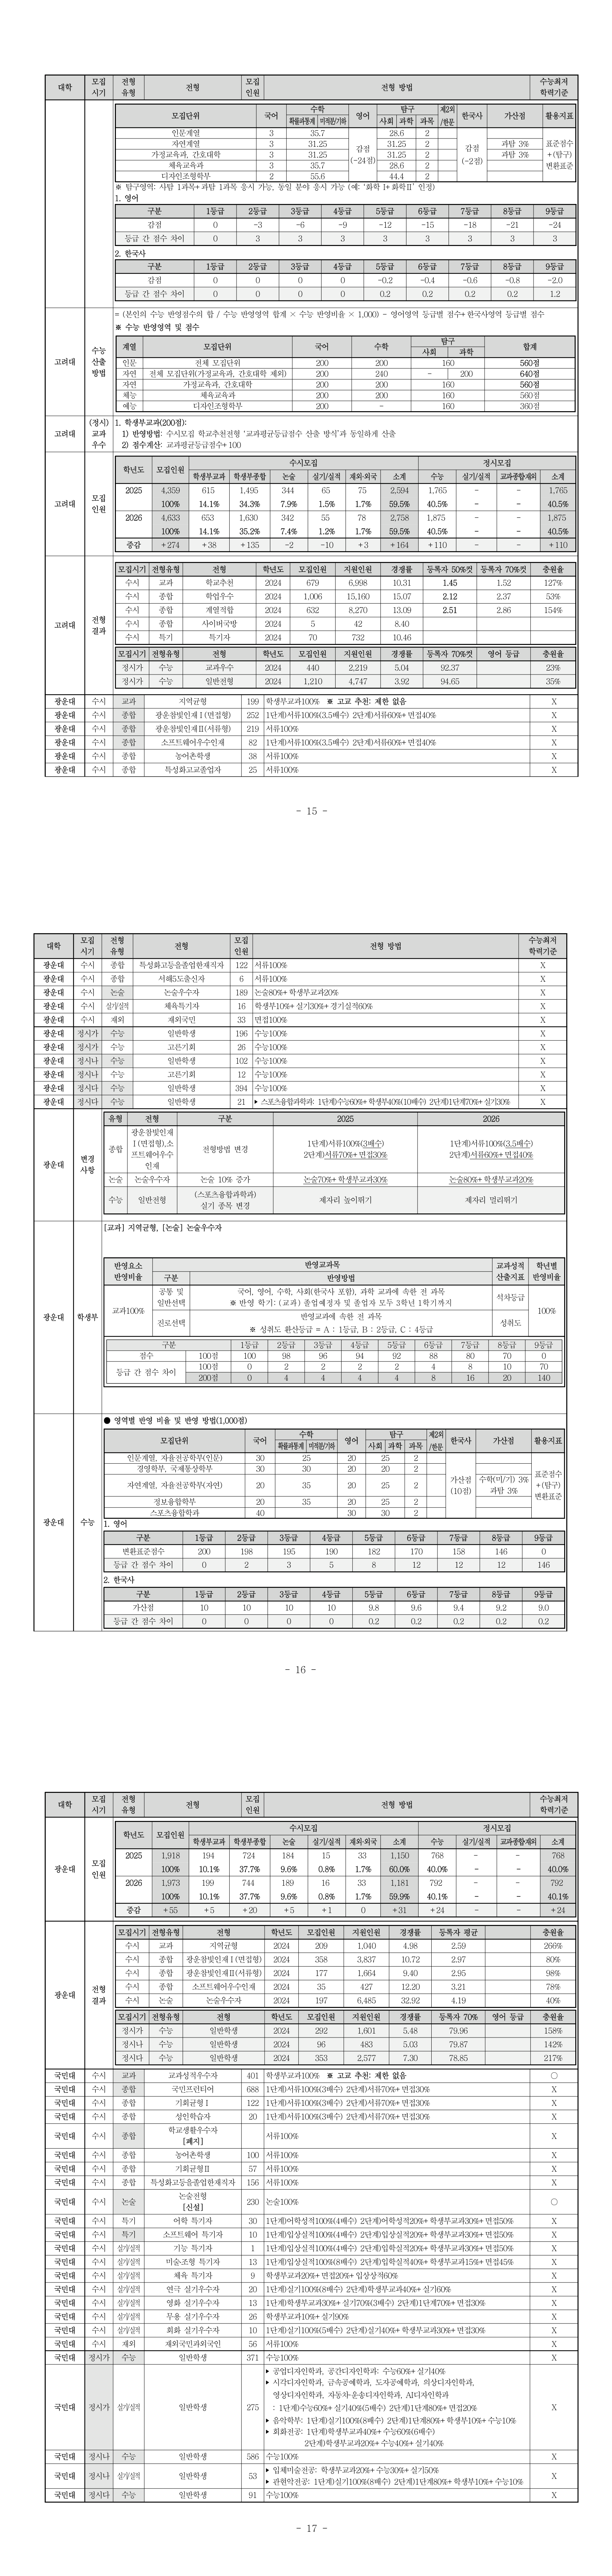 대학 모집시기 전형유형 전형 모집인원 전형 방법 수능최저학력기준
모집단위 국어 수학 영어 탐구 제2외/한문 한국사 가산점 활용지표
확률과통계 미적분/기하 사회 과학 과목
인문계열 3 35.7 감점(-24점) 28.6 2 감점(-2점) 표준점수+(탐구)변환표준
자연계열 3 31.25 31.25 2 과탐 3%
가정교육과, 간호대학 3 31.25 31.25 2 과탐 3%
체육교육과 3 35.7 28.6 2
디자인조형학부 2 55.6 44.4 2
※ 탐구영역: 사탐 1과목+과탐 1과목 응시 가능, 동일 분야 응시 가능 (예: '화학 I+화학Ⅱ' 인정)
1. 영어
구분 1등급 2등급 3등급 4등급 5등급 6등급 7등급 8등급 9등급
감점 0 -3 -6 -9 -12 -15 -18 -21 -24
등급 간 점수 차이 0 3 3 3 3 3 3 3 3
2. 한국사
구분 1등급 2등급 3등급 4등급 5등급 6등급 7등급 8등급 9등급
감점 0 0 0 0 -0.2 -0.4 -0.6 -0.8 -2.0
등급 간 점수 차이 0 0 0 0 0.2 0.2 0.2 0.2 1.2
고려대 수능산출방법
= (본인의 수능 반영점수의 합 / 수능 반영영역 합계 × 수능 반영비율 × 1,000) - 영어영역 등급별 점수+한국사영역 등급별 점수
※ 수능 반영영역 및 점수
계열 모집단위 국어 수학 탐구 합계
사회 과학
인문 전체 모집단위 200 200 160 560점
자연 전체 모집단위(가정교육과, 간호대학 제외) 200 240 - 200 640점
자연 가정교육과, 간호대학 200 200 160 560점
체능 체육교육과 200 200 160 560점
예능 디자인조형학부 200 - 160 360점
고려대 (정시)교과우수
1. 학생부교과(200점):
1) 반영방법: 수시모집 학교추천전형 '교과평균등급점수 산출 방식'과 동일하게 산출
2) 점수계산: 교과평균등급점수+100
고려대 모집인원
학년도 모집인원 수시모집 정시모집
학생부교과 학생부종합 논술 실기/실적 재외·외국 소계 수능 실기/실적 교과종합재외 소계
2025 4,359 615 1,495 344 65 75 2,594 1,765 - - 1,765
100% 14.1% 34.3% 7.9% 1.5% 1.7% 59.5% 40.5% - - 40.5%
2026 4,633 653 1,630 342 55 78 2,758 1,875 - - 1,875
100% 14.1% 35.2% 7.4% 1.2% 1.7% 59.5% 40.5% - - 40.5%
증감 +274 +38 +135 -2 -10 +3 +164 +110 - - +110
고려대 전형결과
모집시기 전형유형 전형 학년도 모집인원 지원인원 경쟁률 등록자 50%컷 등록자 70%컷 충원율
수시 교과 학교추천 2024 679 6,998 10.31 1.45 1.52 127%
수시 종합 학업우수 2024 1,006 15,160 15.07 2.12 2.37 53%
수시 종합 계열적합 2024 632 8,270 13.09 2.51 2.86 154%
수시 종합 사이버국방 2024 5 42 8.40
수시 특기 특기자 2024 70 732 10.46
모집시기 전형유형 전형 학년도 모집인원 지원인원 경쟁률 등록자 70%컷 영어 등급 충원율
정시가 수능 교과우수 2024 440 2,219 5.04 92.37 23%
정시가 수능 일반전형 2024 1,210 4,747 3.92 94.65 35%
광운대 수시 교과 지역균형 199 학생부교과100% ※ 고교 추천: 제한 없음 X
광운대 수시 종합 광운참빛인재Ⅰ(면접형) 252 1단계)서류100%(3.5배수) 2단계)서류60%+면접40% X
광운대 수시 종합 광운참빛인재Ⅱ(서류형) 219 서류100% X
광운대 수시 종합 소프트웨어우수인재 82 1단계)서류100%(3.5배수) 2단계)서류60%+면접40% X
광운대 수시 종합 농어촌학생 38 서류100% X
광운대 수시 종합 특성화고교졸업자 25 서류100% X
- 15 -
대학 모집시기 전형유형 전형 모집인원 전형 방법 수능최저학력기준
광운대 수시 종합 특성화고등을졸업한재직자 122 서류100% X
광운대 수시 종합 서해5도출신자 6 서류100% X
광운대 수시 논술 논술우수자 189 논술80%+학생부교과20% X
광운대 수시 실기/실적 체육특기자 16 학생부10%+실기30%+경기실적60% X
광운대 수시 재외 재외국민 33 면접100% X
광운대 정시가 수능 일반학생 196 수능100% X
광운대 정시가 수능 고른기회 26 수능100% X
광운대 정시나 수능 일반학생 102 수능100% X
광운대 정시나 수능 고른기회 12 수능100% X
광운대 정시다 수능 일반학생 394 수능100% X
광운대 정시다 수능 일반학생 21 ▸ 스포츠융합과학과: 1단계)수능60%+학생부40%(10배수) 2단계)1단계70%+실기30% X
광운대 변경사항
유형 전형 구분 2025 2026
종합 광운참빛인재Ⅰ(면접형),소프트웨어우수인재 전형방법 변경 1단계)서류100%(3배수) 2단계)서류70%+면접30% 1단계)서류100%(3.5배수) 2단계)서류60%+면접40%
논술 논술우수자 논술 10% 증가 논술70%+학생부교과30% 논술80%+학생부교과20%
수능 일반전형 (스포츠융합과학과) 실기 종목 변경 제자리 높이뛰기 제자리 멀리뛰기
광운대 학생부
[교과] 지역균형, [논술] 논술우수자
반영요소 반영비율 반영교과목 교과성적 산출지표 학년별 반영비율
구분 반영방법
교과100% 공통 및 일반선택 국어, 영어, 수학, 사회(한국사 포함), 과학 교과에 속한 전 과목 석차등급 100%
※ 반영 학기: (교과) 졸업예정자 및 졸업자 모두 3학년 1학기까지
진로선택 반영교과에 속한 전 과목 성취도
※ 성취도 환산등급 = A : 1등급, B : 2등급, C : 4등급
구분 1등급 2등급 3등급 4등급 5등급 6등급 7등급 8등급 9등급
점수 100점 100 98 96 94 92 88 80 70 0
등급 간 점수 차이 100점 0 2 2 2 2 4 8 10 70
200점 0 4 4 4 4 8 16 20 140
광운대 수능
● 영역별 반영 비율 및 반영 방법(1,000점)
모집단위 국어 수학 영어 탐구 제2외/한문 한국사 가산점 활용지표
확률과통계 미적분/기하 사회 과학 과목
인문계열, 자율전공학부(인문) 30 25 20 25 2 가산점(10점) 표준점수+(탐구)변환표준
경영학부, 국제통상학부 30 30 20 20 2
자연계열, 자율전공학부(자연) 20 35 20 25 2 수학(미/기) 3% 과탐 3%
정보융합학부 20 35 20 25 2
스포츠융합과학과 40 30 30 2
1. 영어
구분 1등급 2등급 3등급 4등급 5등급 6등급 7등급 8등급 9등급
변환표준점수 200 198 195 190 182 170 158 146 0
등급 간 점수 차이 0 2 3 5 8 12 12 12 146
2. 한국사
구분 1등급 2등급 3등급 4등급 5등급 6등급 7등급 8등급 9등급
가산점 10 10 10 10 9.8 9.6 9.4 9.2 9.0
등급 간 점수 차이 0 0 0 0 0.2 0.2 0.2 0.2 0.2
- 16 -
대학 모집시기 전형유형 전형 모집인원 전형 방법 수능최저학력기준
광운대 모집인원
학년도 모집인원 수시모집 정시모집
학생부교과 학생부종합 논술 실기/실적 재외·외국 소계 수능 실기/실적 교과종합재외 소계
2025 1,918 194 724 184 15 33 1,150 768 - - 768
100% 10.1% 37.7% 9.6% 0.8% 1.7% 60.0% 40.0% - - 40.0%
2026 1,973 199 744 189 16 33 1,181 792 - - 792
100% 10.1% 37.7% 9.6% 0.8% 1.7% 59.9% 40.1% - - 40.1%
증감 +55 +5 +20 +5 +1 0 +31 +24 - - +24
광운대 전형결과
모집시기 전형유형 전형 학년도 모집인원 지원인원 경쟁률 등록자 평균 충원율
수시 교과 지역균형 2024 209 1,040 4.98 2.59 266%
수시 종합 광운참빛인재Ⅰ(면접형) 2024 358 3,837 10.72 2.97 80%
수시 종합 광운참빛인재Ⅱ(서류형) 2024 177 1,664 9.40 2.95 98%
수시 종합 소프트웨어우수인재 2024 35 427 12.20 3.21 78%
수시 논술 논술우수자 2024 197 6,485 32.92 4.19 40%
모집시기 전형유형 전형 학년도 모집인원 지원인원 경쟁률 등록자 70% 영어 등급 충원율
정시가 수능 일반학생 2024 292 1,601 5.48 79.96 158%
정시나 수능 일반학생 2024 96 483 5.03 79.87 142%
정시다 수능 일반학생 2024 353 2,577 7.30 78.85 217%
국민대 수시 교과 교과성적우수자 401 학생부교과100% ※ 고교 추천: 제한 없음 ○
국민대 수시 종합 국민프런티어 688 1단계)서류100%(3배수) 2단계)서류70%+면접30% X
국민대 수시 종합 기회균형Ⅰ 122 1단계)서류100%(3배수) 2단계)서류70%+면접30% X
국민대 수시 종합 성인학습자 20 1단계)서류100%(3배수) 2단계)서류70%+면접30% X
국민대 수시 종합 학교생활우수자 [폐지] 서류100% X
국민대 수시 종합 농어촌학생 100 서류100% X
국민대 수시 종합 기회균형Ⅱ 57 서류100% X
국민대 수시 종합 특성화고등을졸업한재직자 156 서류100% X
국민대 수시 논술 논술전형 [신설] 230 논술100% ○
국민대 수시 특기 어학 특기자 30 1단계)어학성적100%(4배수) 2단계)어학성적20%+학생부교과30%+면접50% X
국민대 수시 특기 소프트웨어 특기자 10 1단계)입상실적100%(4배수) 2단계)입상실적20%+학생부교과30%+면접50% X
국민대 수시 실기/실적 기능 특기자 1 1단계)입상실적100%(4배수) 2단계)입학실적20%+학생부교과30%+면접50% X
국민대 수시 실기/실적 미술·조형 특기자 13 1단계)입상실적100%(8배수) 2단계)입학실적40%+학생부교과15%+면접45% X
국민대 수시 실기/실적 체육 특기자 9 학생부교과20%+면접20%+입상실적60% X
국민대 수시 실기/실적 연극 실기우수자 20 1단계)실기100%(8배수) 2단계)학생부교과40%+실기60% X
국민대 수시 실기/실적 영화 실기우수자 13 1단계)학생부교과30%+실기70%(3배수) 2단계)1단계70%+면접30% X
국민대 수시 실기/실적 무용 실기우수자 26 학생부교과10%+실기90% X
국민대 수시 실기/실적 회화 실기우수자 10 1단계)실기100%(5배수) 2단계)실기40%+학생부교과30%+면접30% X
국민대 수시 재외 재외국민과외국인 56 서류100% X
국민대 정시가 수능 일반학생 371 수능100% X
국민대 정시가 실기/실적 일반학생 275 ▸ 공업디자인학과, 공간디자인학과: 수능60%+실기40% X
▸ 시각디자인학과, 금속공예학과, 도자공예학과, 의상디자인학과,
영상디자인학과, 자동차·운송디자인학과, AI디자인학과
: 1단계)수능60%+실기40%(5배수) 2단계)1단계80%+면접20%
▸ 음악학부: 1단계)실기100%(8배수) 2단계)1단계80%+학생부10%+수능10%
▸ 회화전공: 1단계)학생부교과40%+수능60%(6배수)
2단계)학생부교과20%+수능40%+실기40%
국민대 정시나 수능 일반학생 586 수능100% X
국민대 정시나 실기/실적 일반학생 53 ▸ 입체미술전공: 학생부교과20%+수능30%+실기50% X
▸ 관현악전공: 1단계)실기100%(8배수) 2단계)1단계80%+학생부10%+수능10%
국민대 정시다 수능 일반학생 91 수능100% X
- 17 -